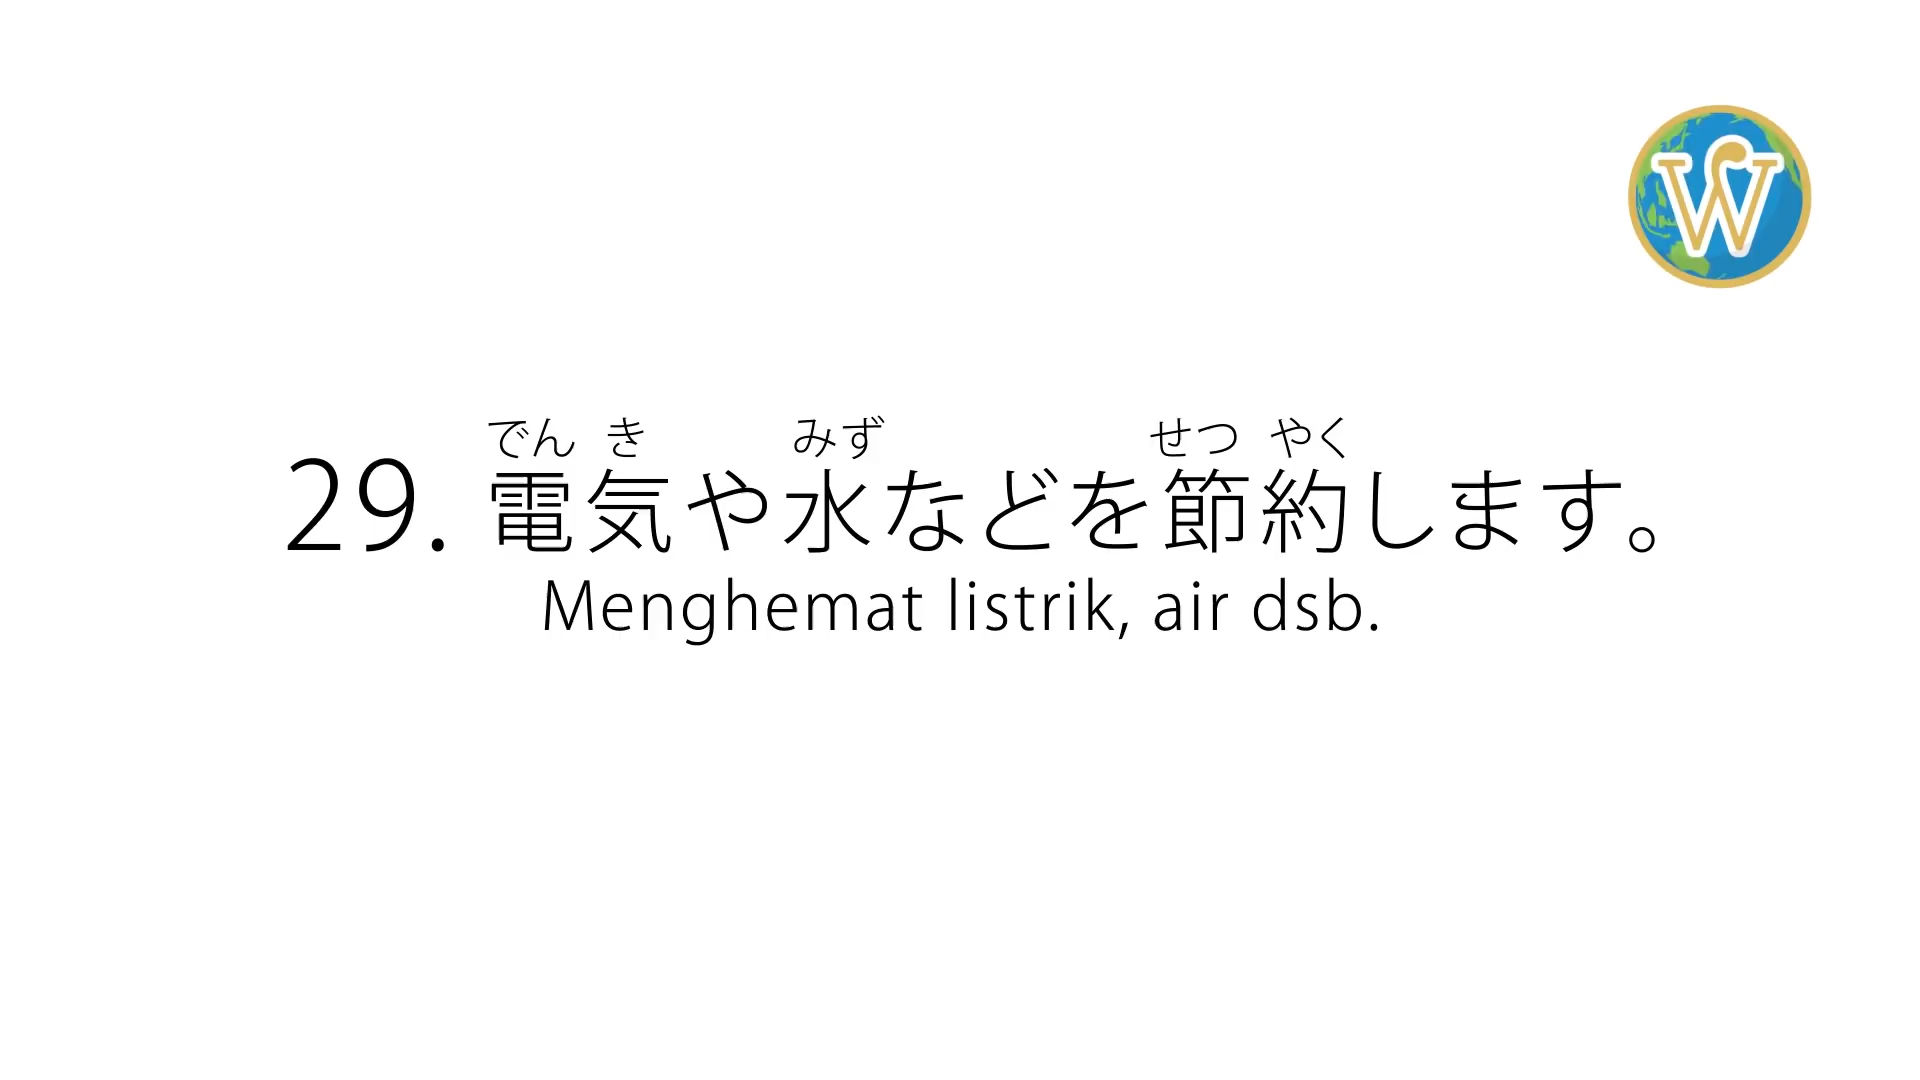 でん き みず せつ やく
29. 電気や水などを節約します。
Menghemat listrik, air dsb.
W